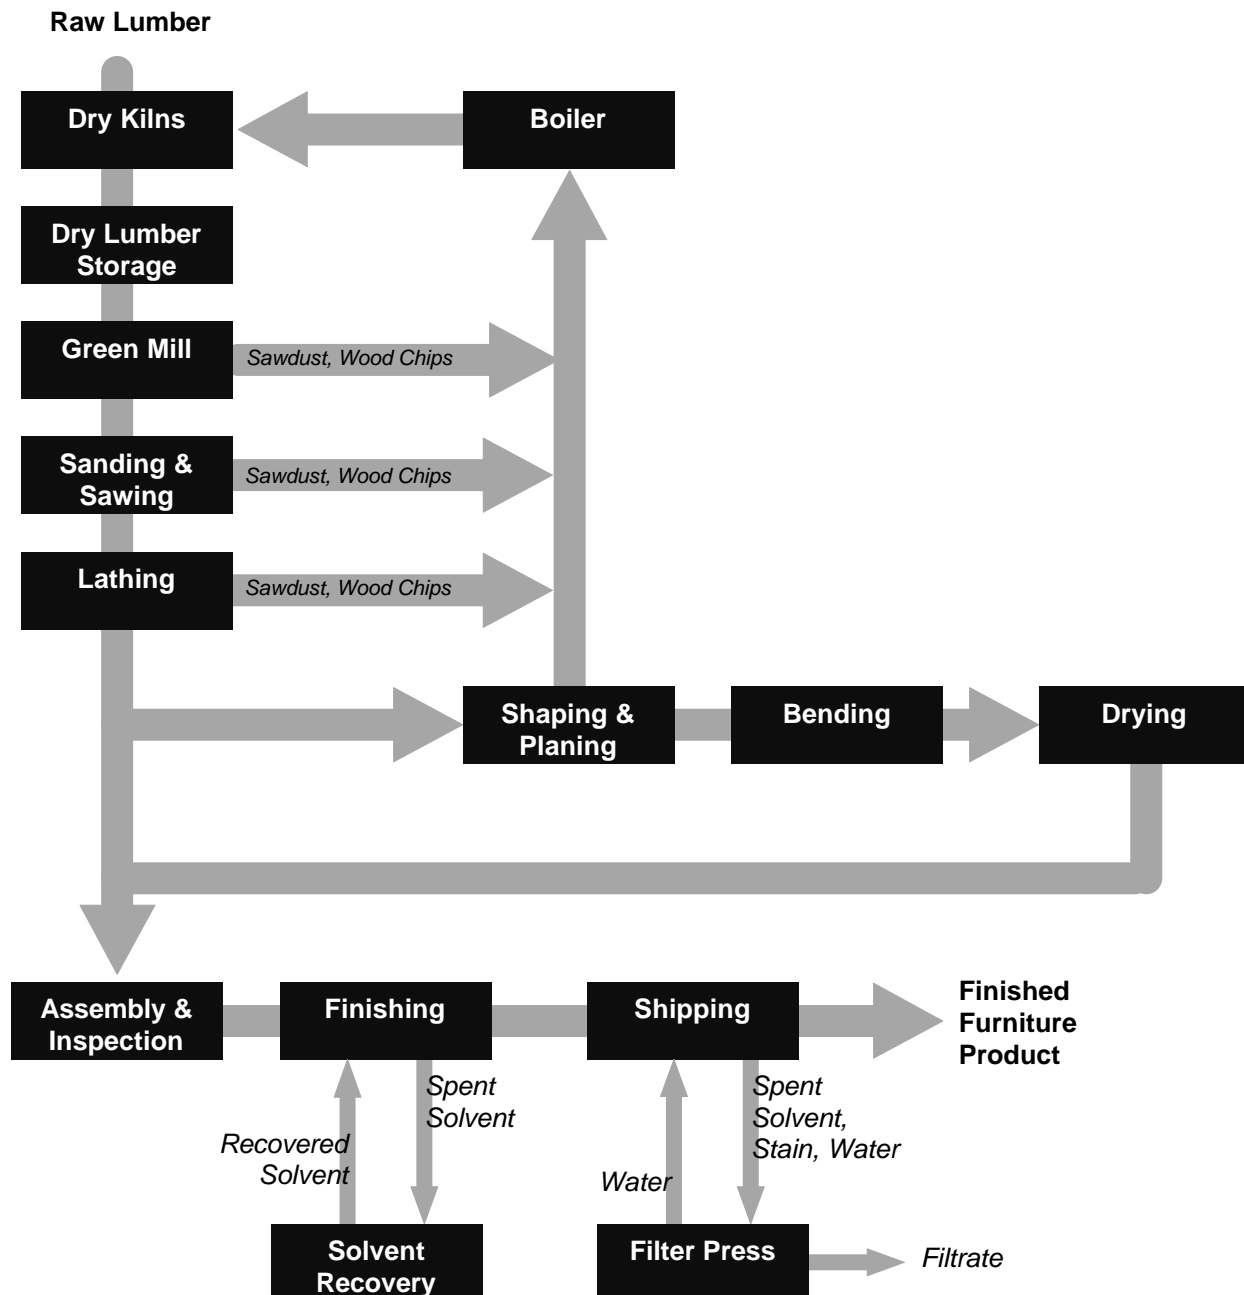 Raw Lumber
Dry Kilns
Boiler
Dry Lumber
Storage
Green Mill
Sawdust, Wood Chips
Sanding &
Sawing
Sawdust, Wood Chips
Lathing
Sawdust, Wood Chips
Shaping &
Planing
Bending
Drying
Assembly &
Inspection
Finishing
Shipping
Finished
Furniture
Product
Spent
Solvent
Recovered
Solvent
Spent
Solvent,
Stain, Water
Water
Solvent
Recovery
Filter Press
Filtrate